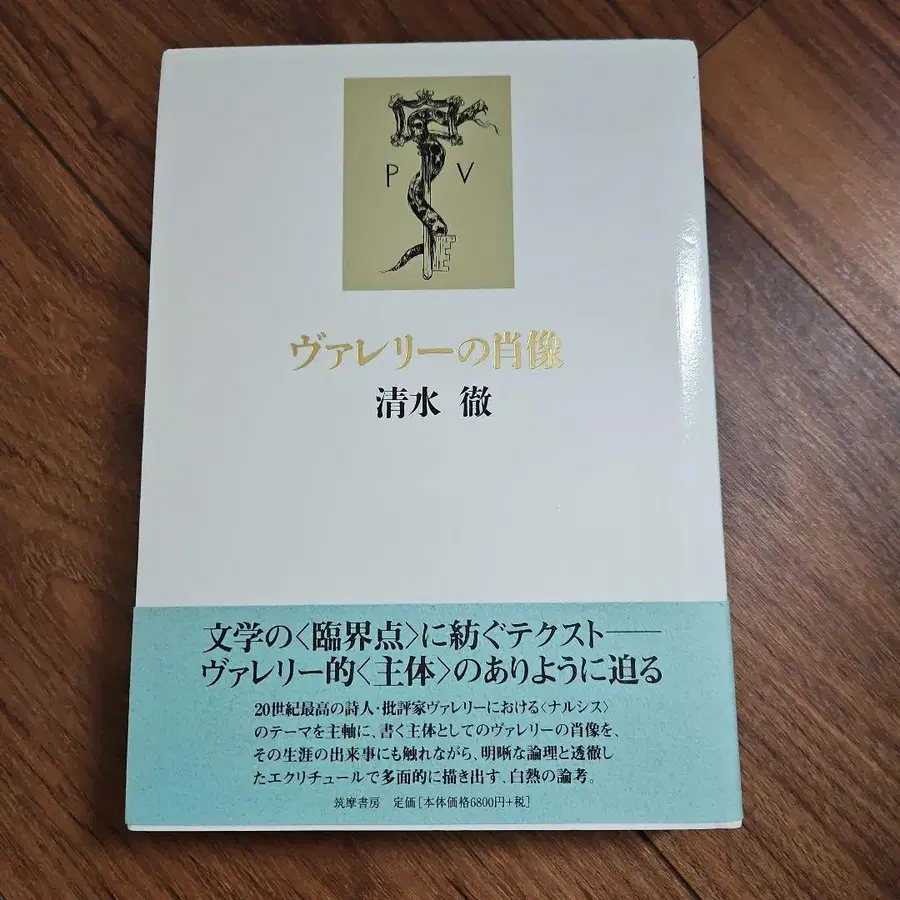 P V
ヴァレリーの肖像
清水 徹
文学の〈臨界点〉に紡ぐテクスト──
ヴァレリー的〈主体〉のありように迫る
20世紀最高の詩人・批評家ヴァレリーにおける〈ナルシス〉
のテーマを主軸に、書く主体としてのヴァレリーの肖像を、
その生涯の出来事にも触れながら、明晰な論理と透徹し
たエクリチュールで多面的に描き出す、白熱の論考。
筑摩書房 定価[本体価格6800円+税]